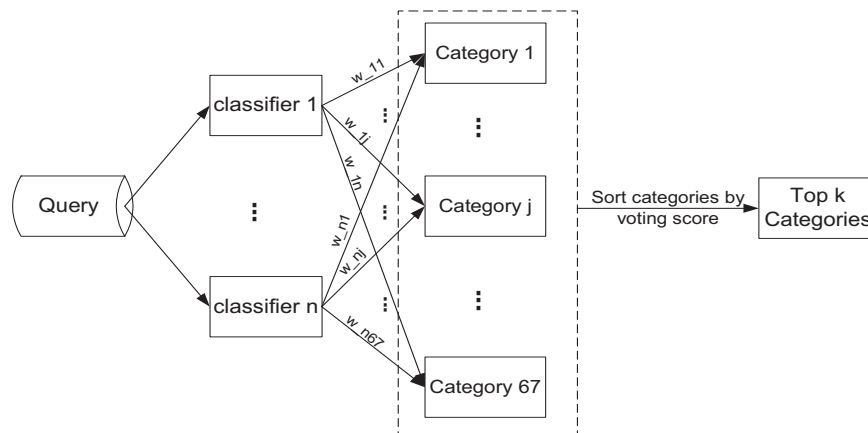 Query
classifier 1
classifier n
w_11
w_1j
w_1n
w_n1
w_nj
w_n67
Category 1
Category j
Category 67
Sort categories by
voting score
Top k
Categories